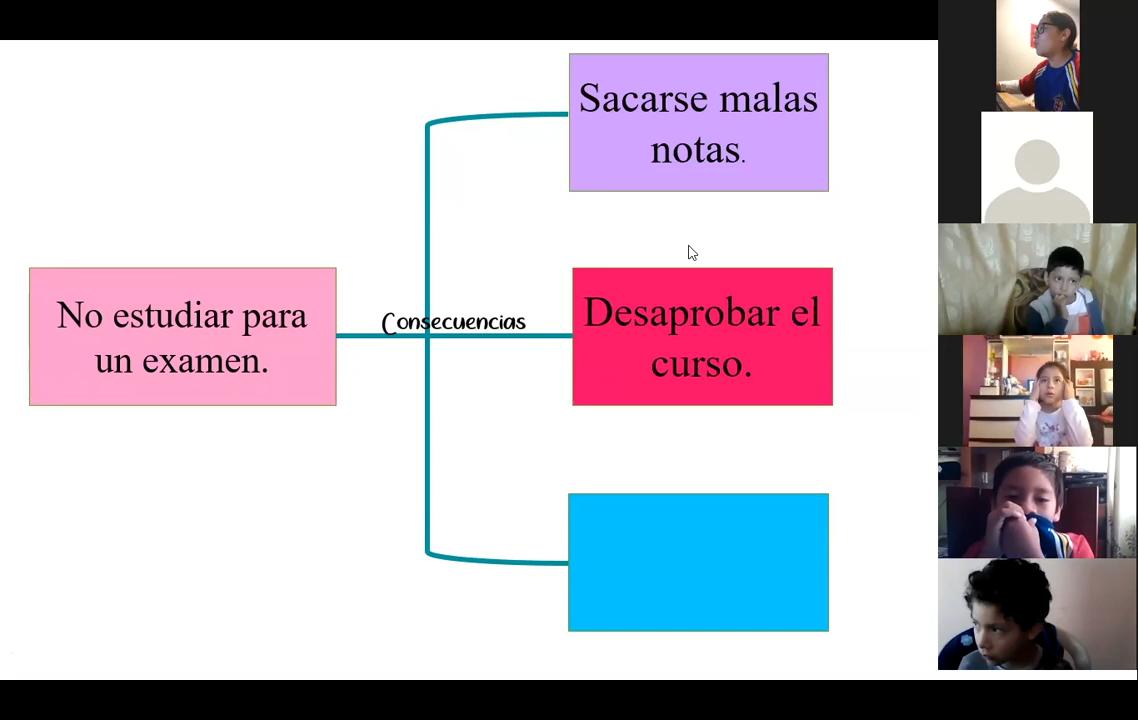 Sacarse malas
notas.
No estudiar para
un examen.
Consecuencias
Desaprobar el
curso.